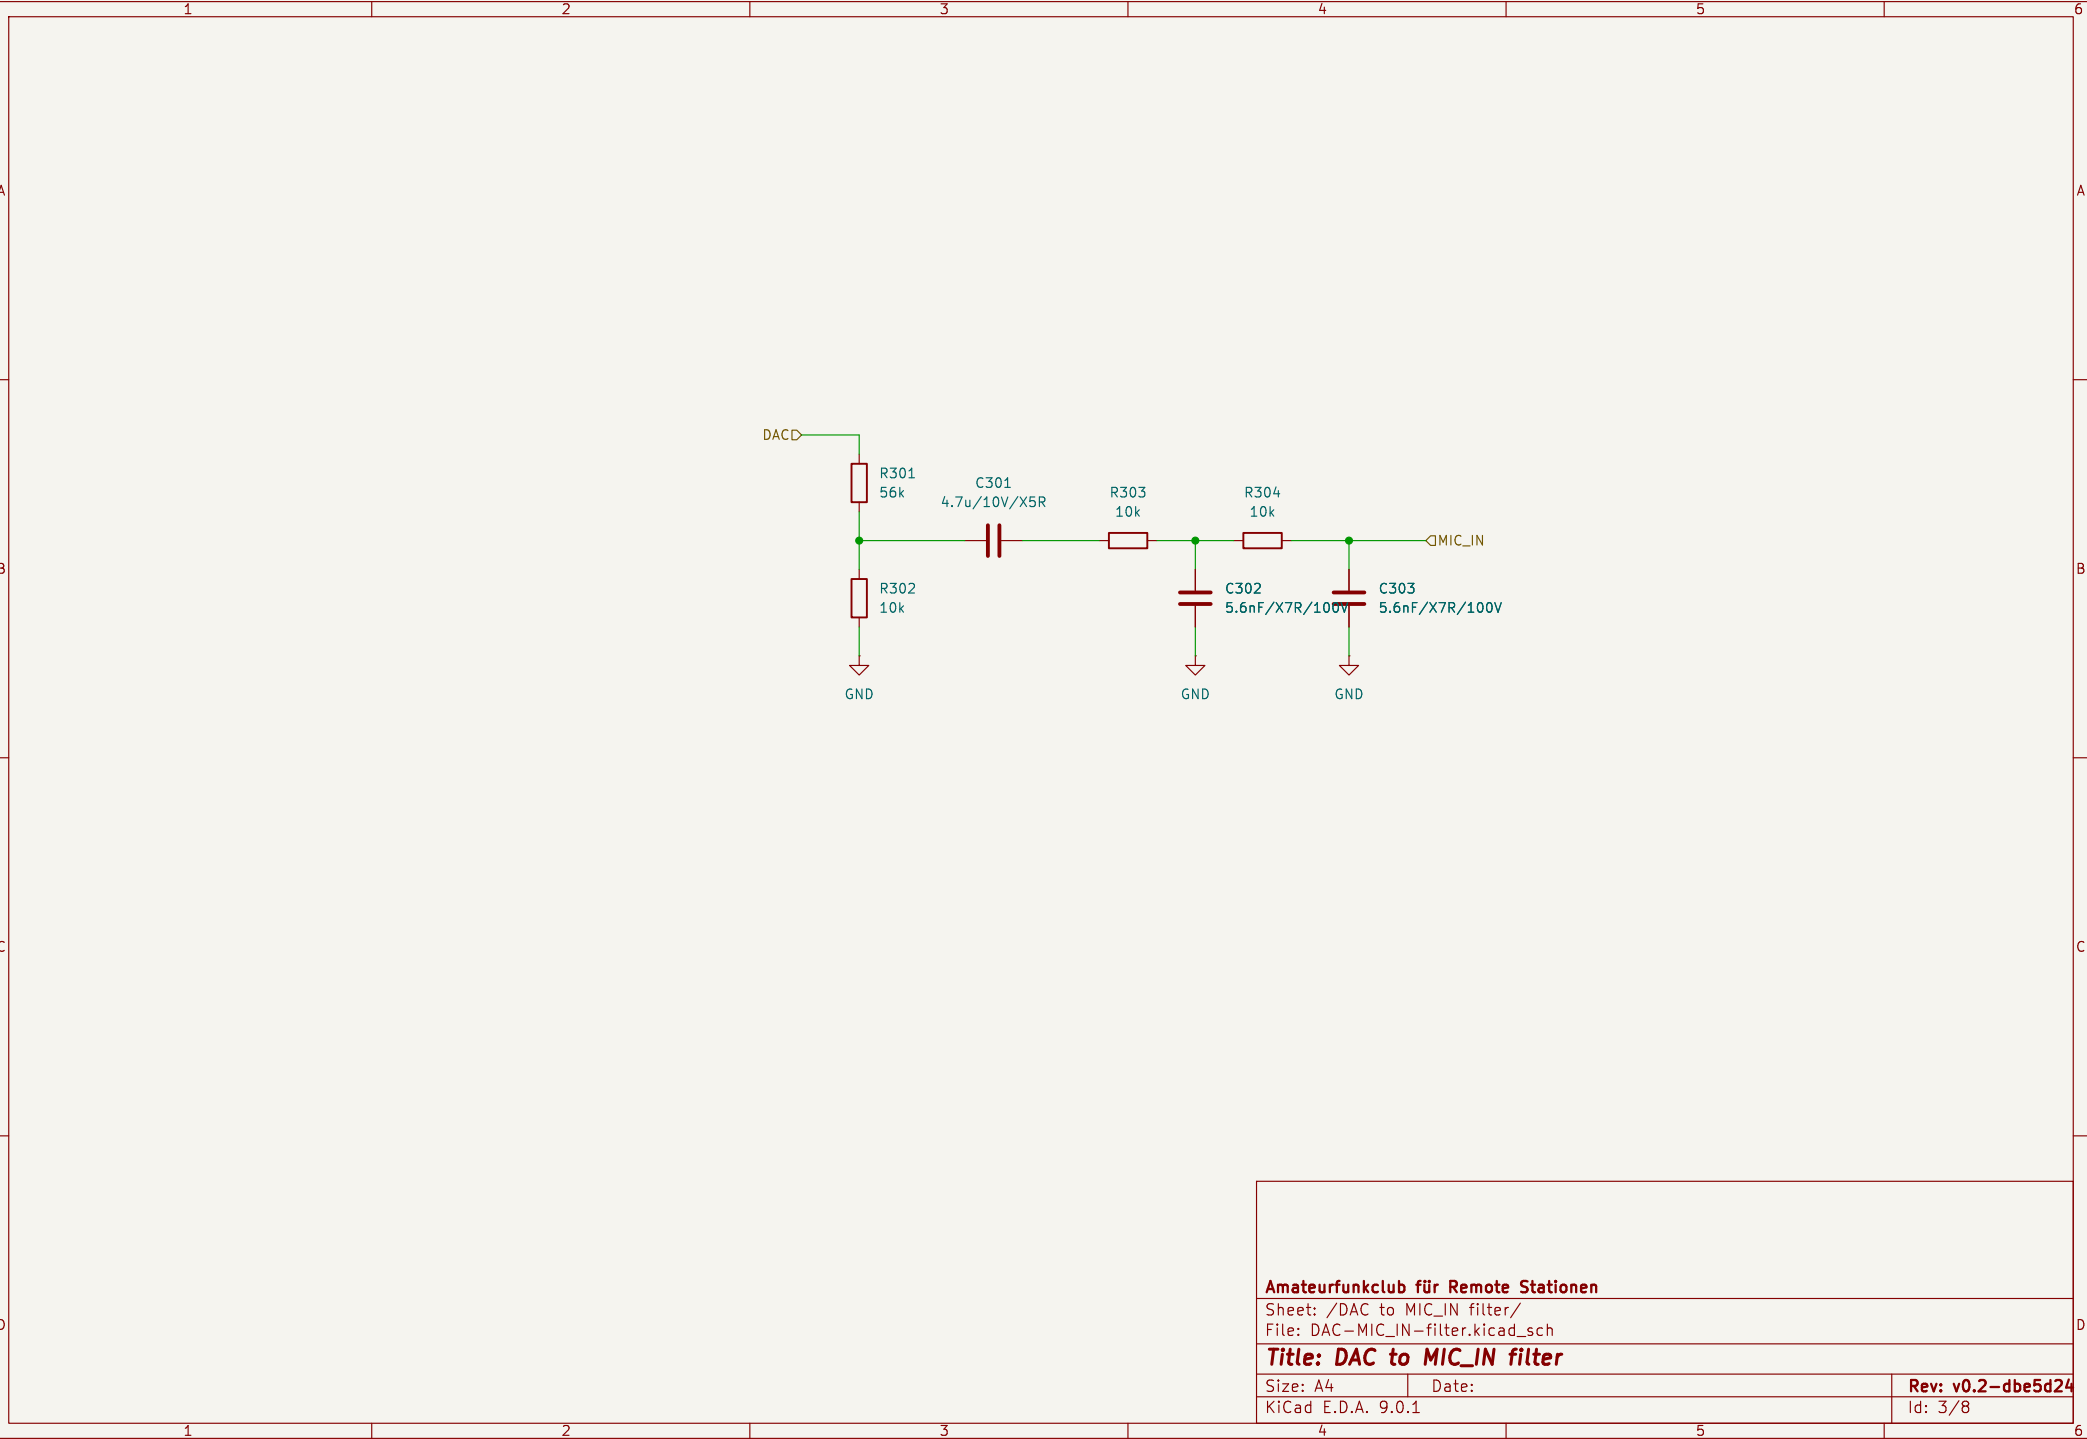 1 2 3 4 5 6
A A
DAC
R301
56k
C301
4.7u/10V/X5R
R303
10k
R304
10k
MIC_IN
B B
R302
10k
C302
5.6nF/X7R/100V
C303
5.6nF/X7R/100V
GND GND GND
C C
Amateurfunkclub für Remote Stationen
Sheet: /DAC to MIC_IN filter/
File: DAC-MIC_IN-filter.kicad_sch
D D
Title: DAC to MIC_IN filter
Size: A4 Date: Rev: v0.2-dbe5d24
KiCad E.D.A. 9.0.1 Id: 3/8
1 2 3 4 5 6